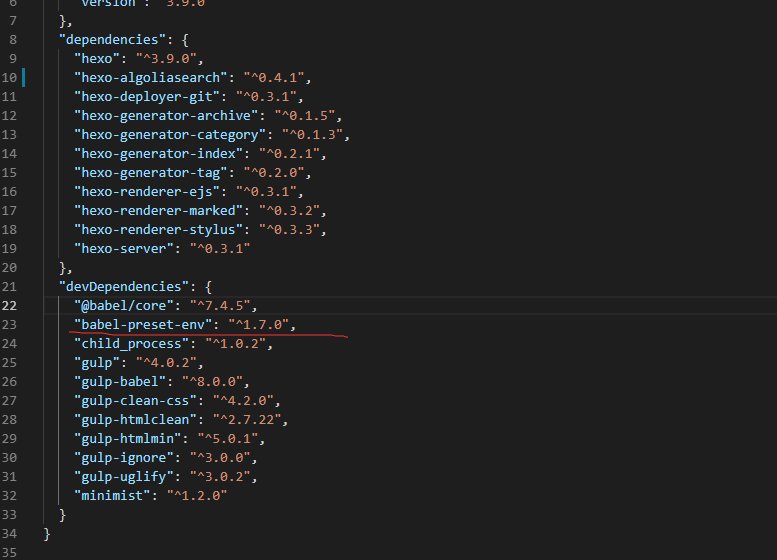 6 "version": "3.9.0"
7 },
8 "dependencies": {
9 "hexo": "^3.9.0",
10 "hexo-algoliasearch": "^0.4.1",
11 "hexo-deployer-git": "^0.3.1",
12 "hexo-generator-archive": "^0.1.5",
13 "hexo-generator-category": "^0.1.3",
14 "hexo-generator-index": "^0.2.1",
15 "hexo-generator-tag": "^0.2.0",
16 "hexo-renderer-ejs": "^0.3.1",
17 "hexo-renderer-marked": "^0.3.2",
18 "hexo-renderer-stylus": "^0.3.3",
19 "hexo-server": "^0.3.1"
20 },
21 "devDependencies": {
22 "@babel/core": "^7.4.5",
23 "babel-preset-env": "^1.7.0",
24 "child_process": "^1.0.2",
25 "gulp": "^4.0.2",
26 "gulp-babel": "^8.0.0",
27 "gulp-clean-css": "^4.2.0",
28 "gulp-htmlclean": "^2.7.22",
29 "gulp-htmlmin": "^5.0.1",
30 "gulp-ignore": "^3.0.0",
31 "gulp-uglify": "^3.0.2",
32 "minimist": "^1.2.0"
33 }
34 }
35